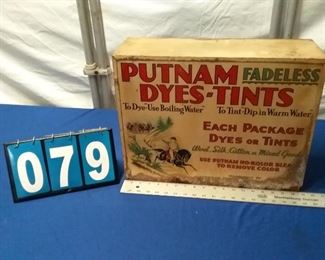 PUTNAM FADELESS
DYES-TINTS
To Dye-Use Boiling Water To Tint-Dip in Warm Water
EACH PACKAGE
DYES OR TINTS
Wool, Silk, Cotton or Mixed Goods
USE PUTNAM NO-KOLOR BLEACH
TO REMOVE COLOR
079